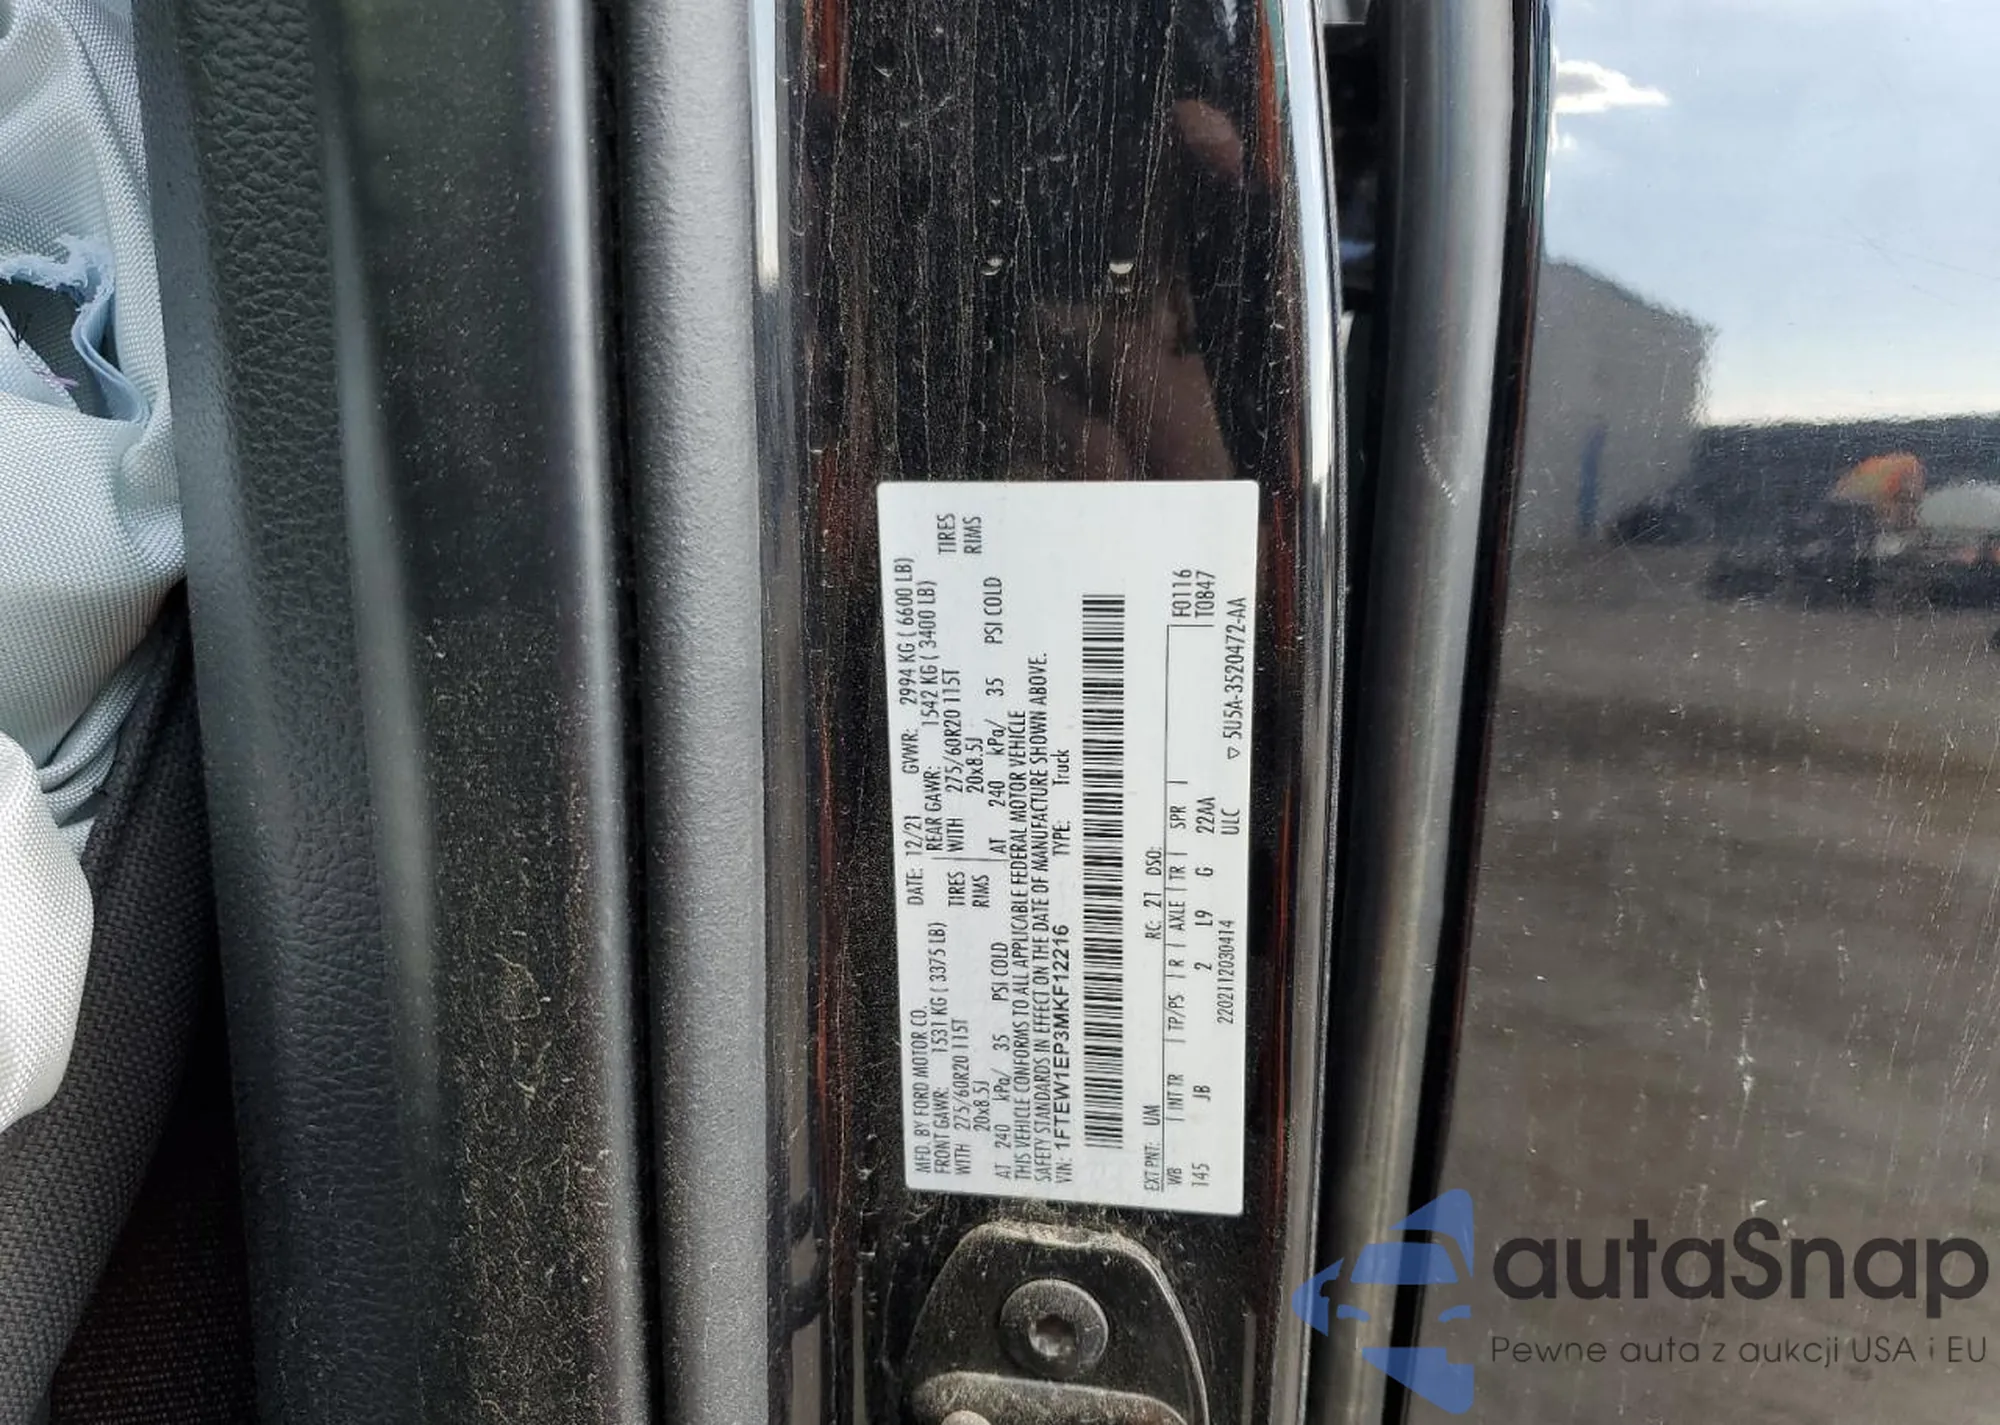 MFD. BY FORD MOTOR CO. DATE: 12/21 GVWR: 2994 KG ( 6600 LB)
FRONT GAWR: 1531 KG ( 3375 LB) REAR GAWR: 1542 KG ( 3400 LB)
WITH 275/60R20 115T TIRES WITH 275/60R20 115T TIRES
20x8.5J RIMS 20x8.5J RIMS
AT 240 kPa/ 35 PSI COLD AT 240 kPa/ 35 PSI COLD
THIS VEHICLE CONFORMS TO ALL APPLICABLE FEDERAL MOTOR VEHICLE
SAFETY STANDARDS IN EFFECT ON THE DATE OF MANUFACTURE SHOWN ABOVE.
VIN: 1FTEW1EP3MKF12216 TYPE: Truck
EXT PNT: UM RC: 21 DSO:
WB INT TR TP/PS R AXLE TR SPR F0116
145 JB 2 L9 G 22AA T0847
2202112030414 ULC ▽ 5U5A-3520472-AA
autaSnap
Pewne auta z aukcji USA i EU